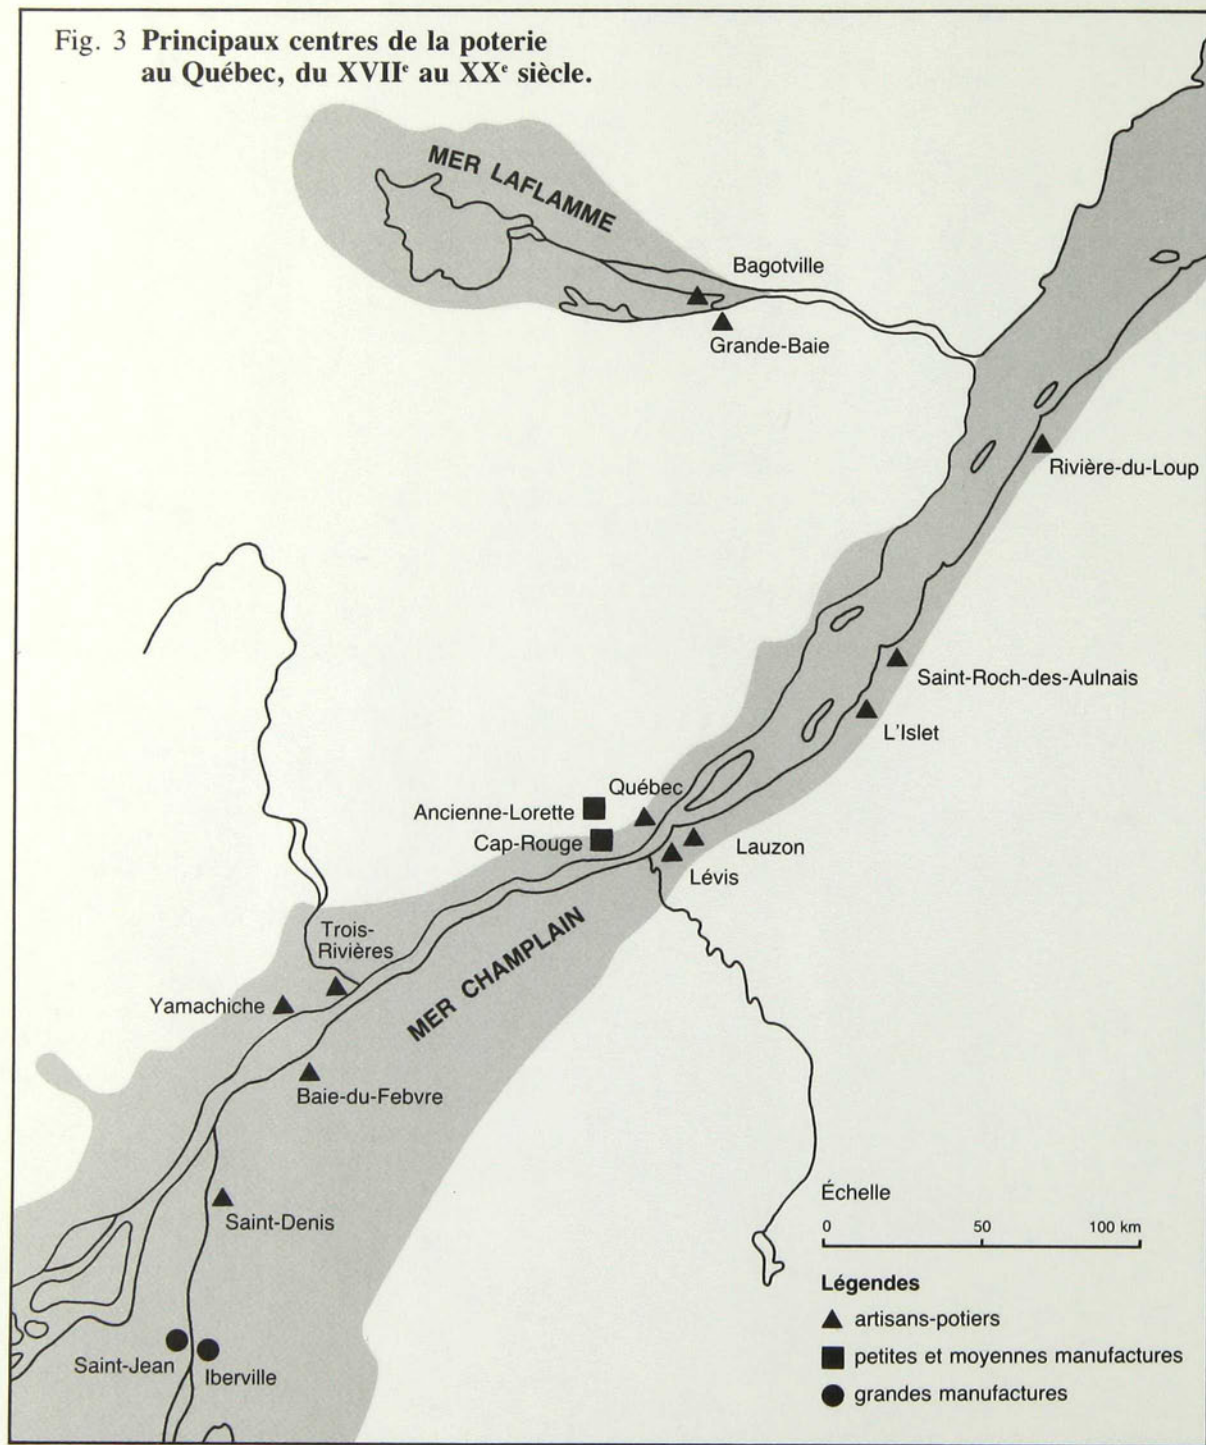 Fig. 3 Principaux centres de la poterie
au Québec, du XVIIᵉ au XXᵉ siècle.
MER LAFLAMME
Bagotville
Grande-Baie
Rivière-du-Loup
Saint-Roch-des-Aulnais
L'Islet
Québec
Ancienne-Lorette
Cap-Rouge
Lauzon
Lévis
Trois-
Rivières
MER CHAMPLAIN
Yamachiche
Baie-du-Febvre
Saint-Denis
Saint-Jean
Iberville
Échelle
0 50 100 km
Légendes
artisans-potiers
petites et moyennes manufactures
grandes manufactures